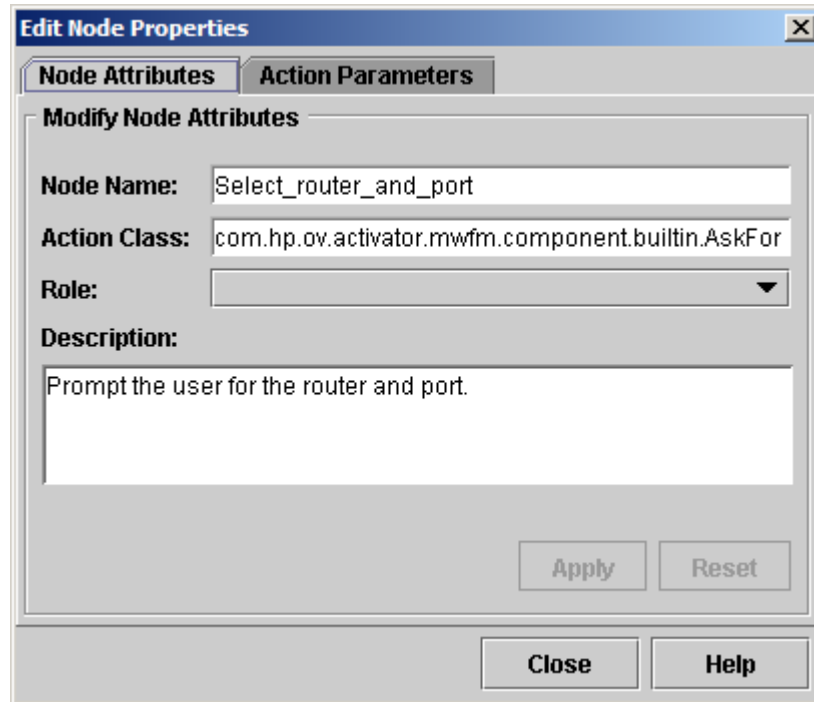 Edit Node Properties
Node Attributes Action Parameters
Modify Node Attributes
Node Name: Select_router_and_port
Action Class: com.hp.ov.activator.mwfm.component.builtin.AskFor
Role:
Description:
Prompt the user for the router and port.
Apply Reset
Close Help